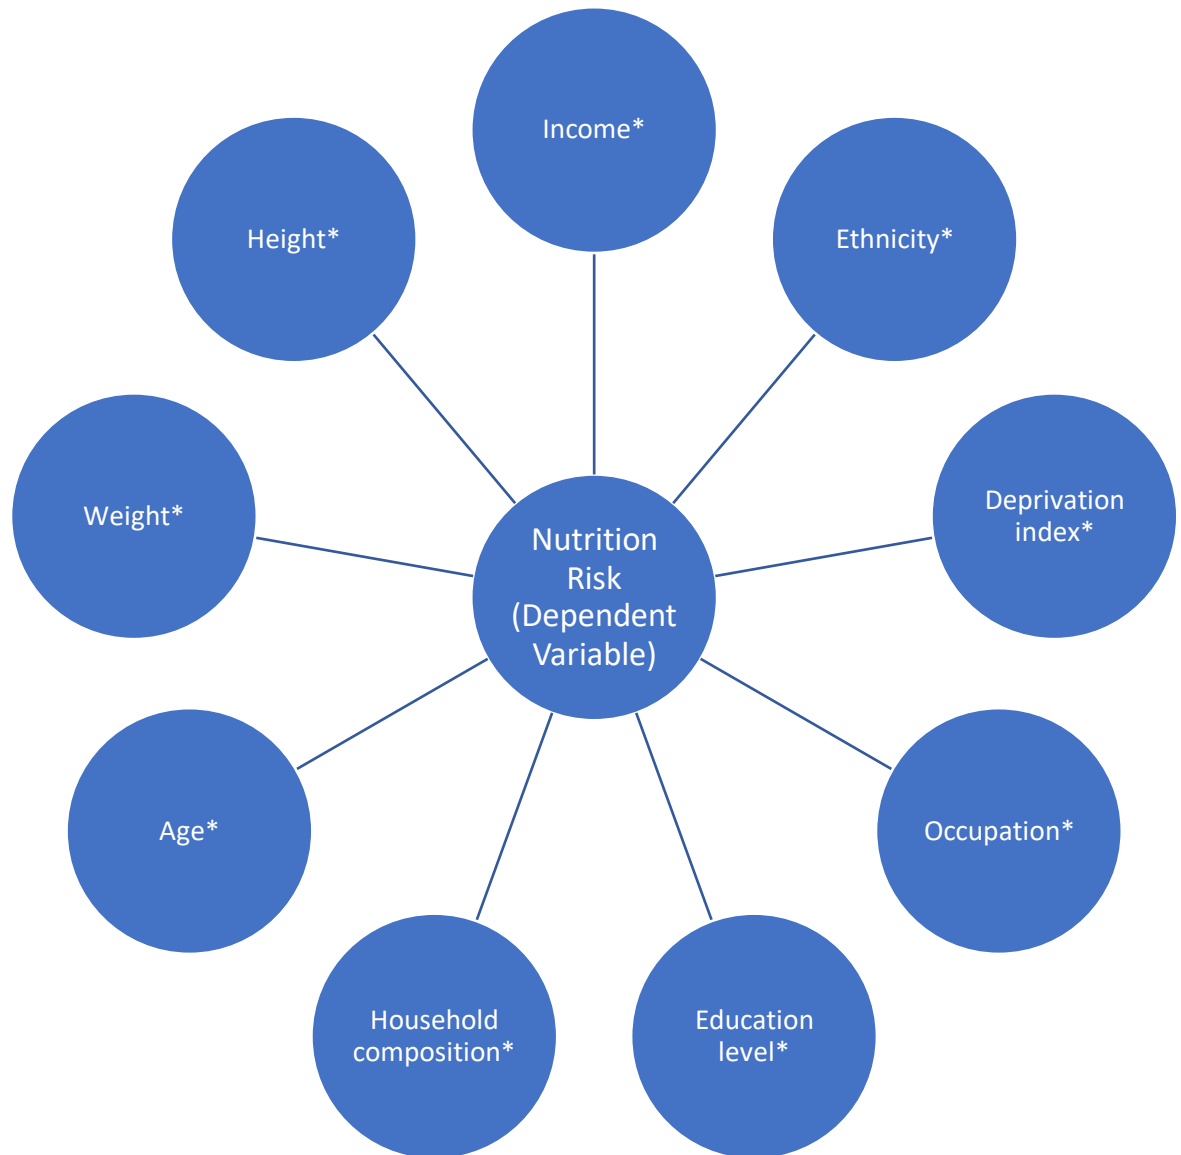 Income*
Ethnicity*
Deprivation
index*
Occupation*
Education
level*
Household
composition*
Age*
Weight*
Height*
Nutrition
Risk
(Dependent
Variable)